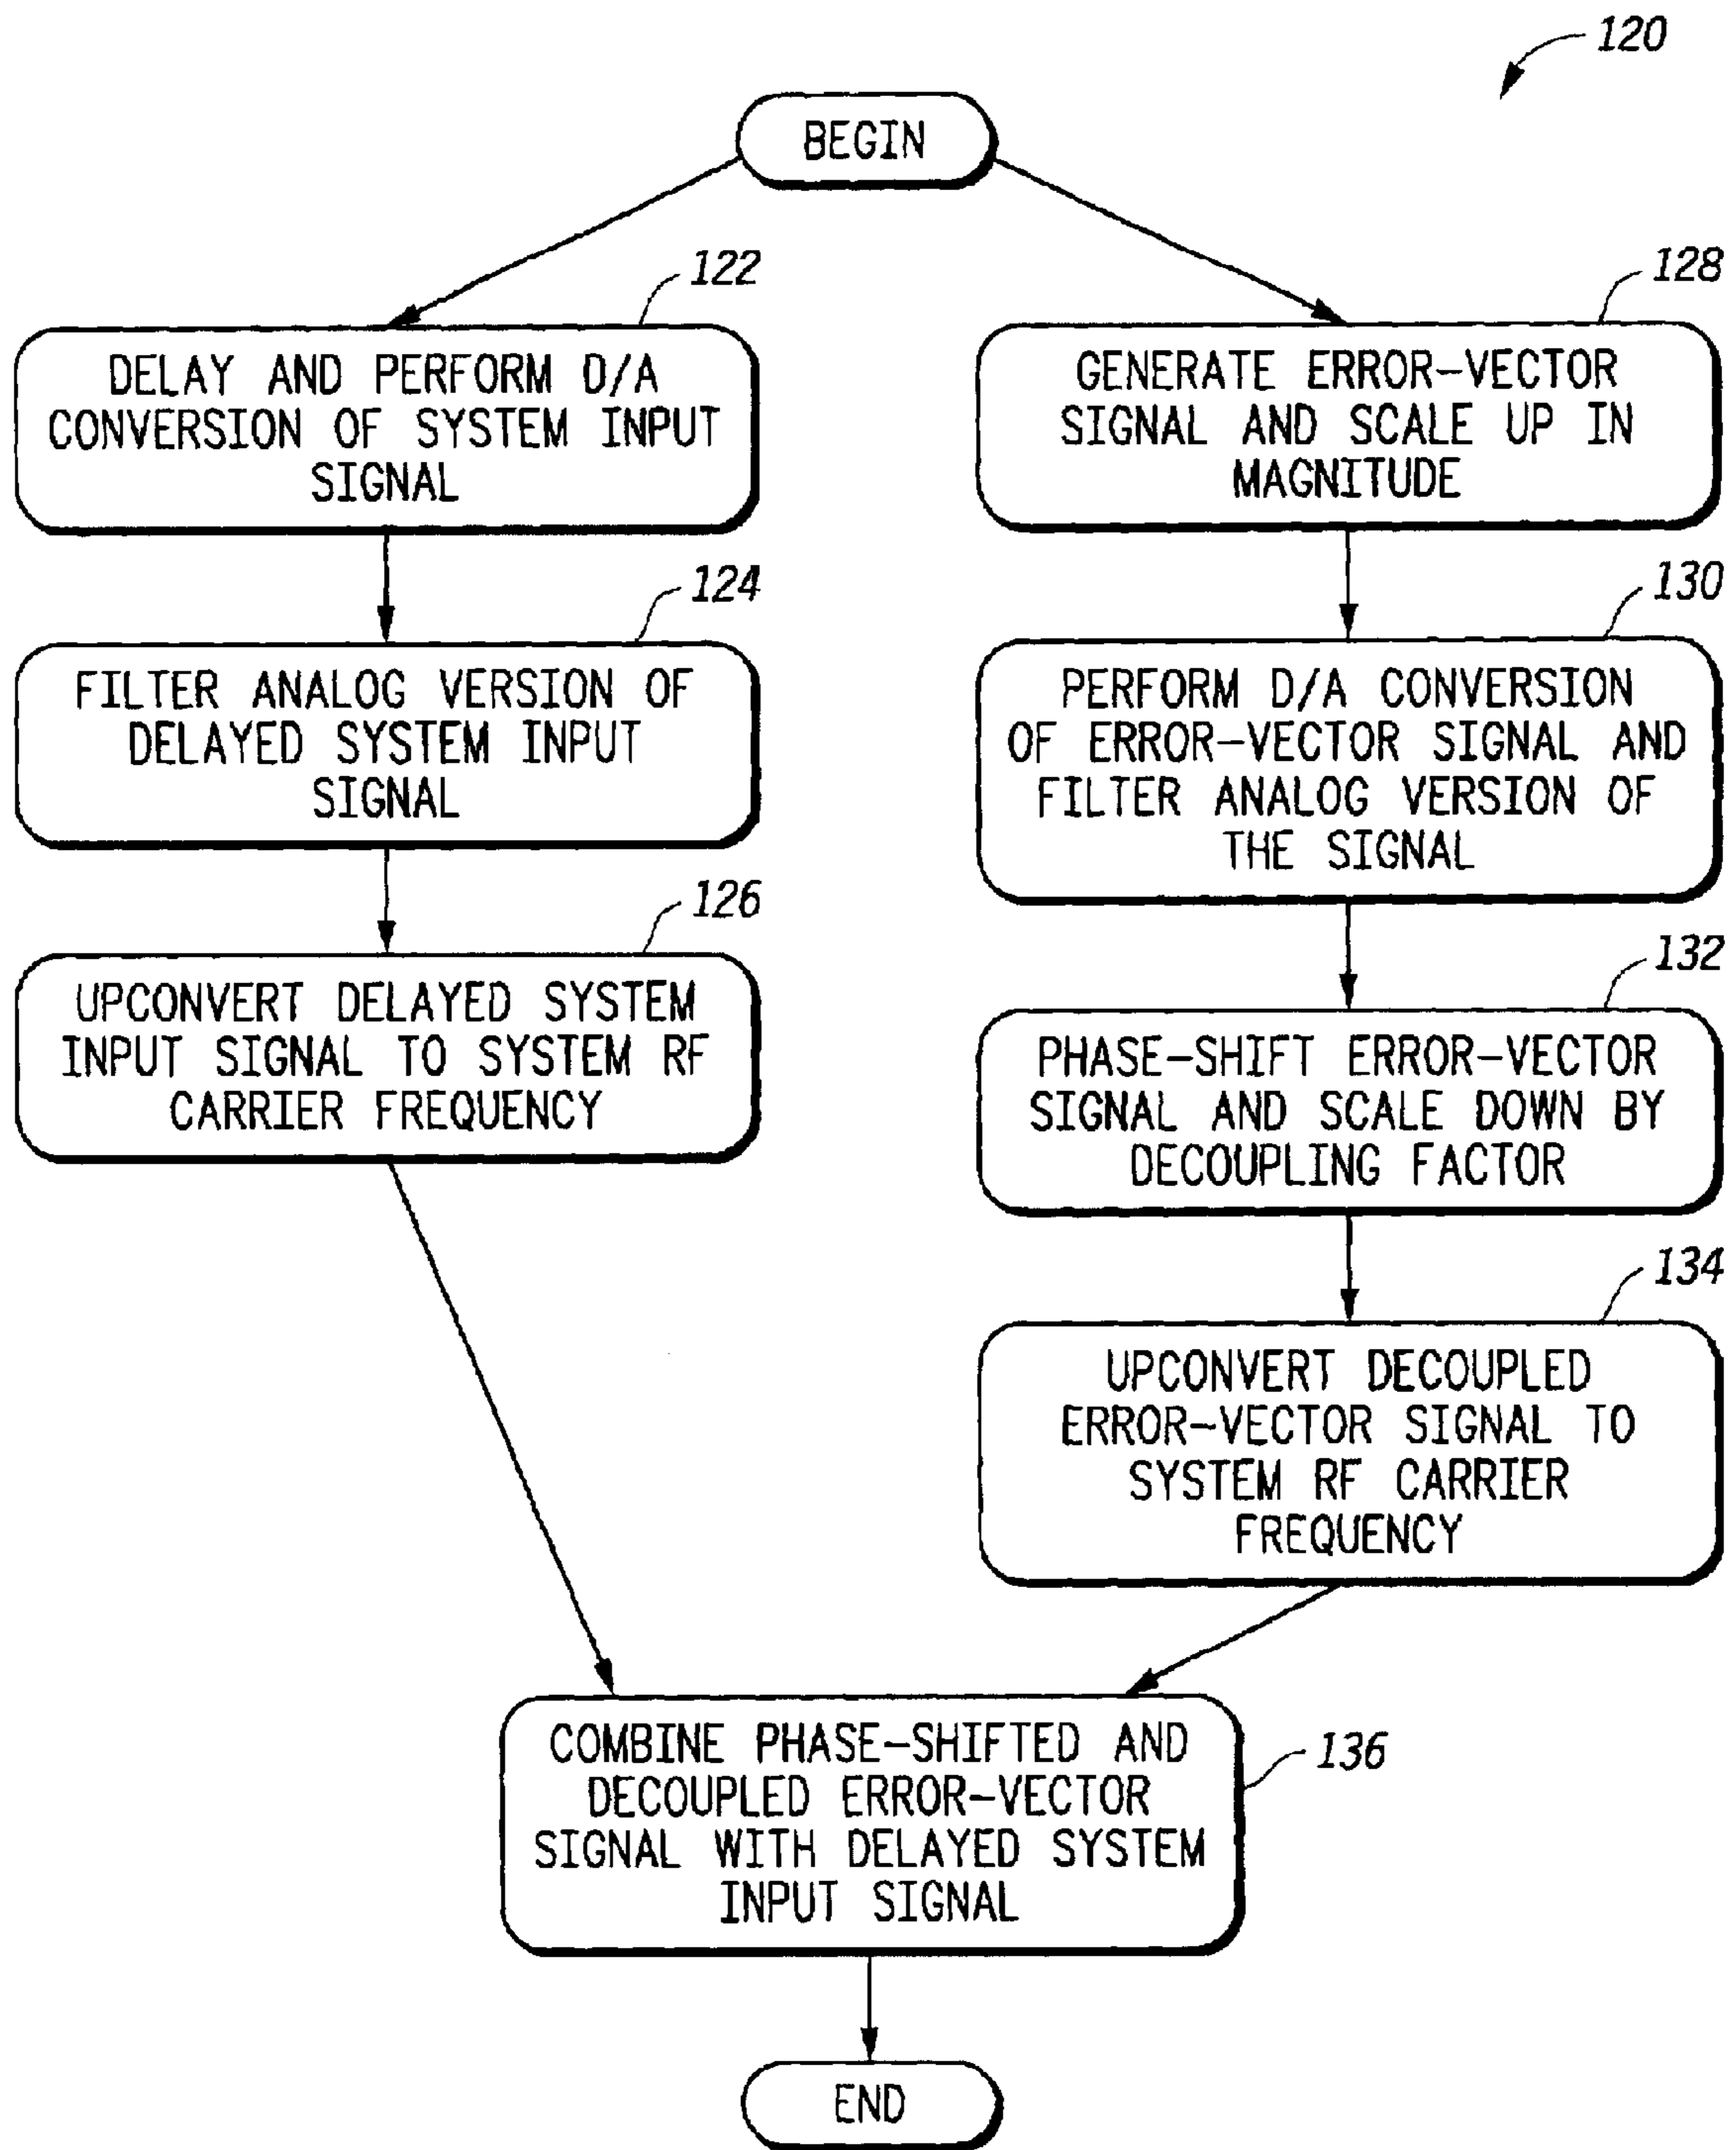 120
BEGIN
122
DELAY AND PERFORM D/A
CONVERSION OF SYSTEM INPUT
SIGNAL
124
FILTER ANALOG VERSION OF
DELAYED SYSTEM INPUT
SIGNAL
126
UPCONVERT DELAYED SYSTEM
INPUT SIGNAL TO SYSTEM RF
CARRIER FREQUENCY
128
GENERATE ERROR-VECTOR
SIGNAL AND SCALE UP IN
MAGNITUDE
130
PERFORM D/A CONVERSION
OF ERROR-VECTOR SIGNAL AND
FILTER ANALOG VERSION OF
THE SIGNAL
132
PHASE-SHIFT ERROR-VECTOR
SIGNAL AND SCALE DOWN BY
DECOUPLING FACTOR
134
UPCONVERT DECOUPLED
ERROR-VECTOR SIGNAL TO
SYSTEM RF CARRIER
FREQUENCY
COMBINE PHASE-SHIFTED AND
DECOUPLED ERROR-VECTOR
SIGNAL WITH DELAYED SYSTEM
INPUT SIGNAL
136
END